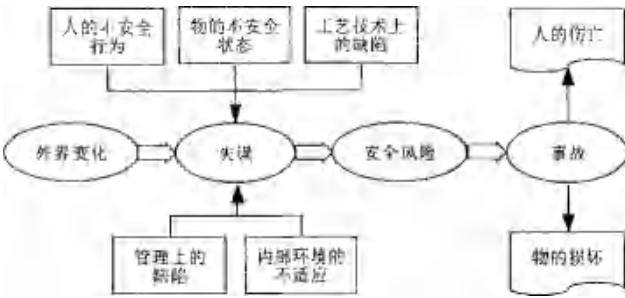 人的不安全
行为
物的不安全
状态
工艺技术上
的缺陷
人的伤亡
外界变化
失误
安全风险
事故
管理上的
缺陷
内部环境的
不适应
物的损坏